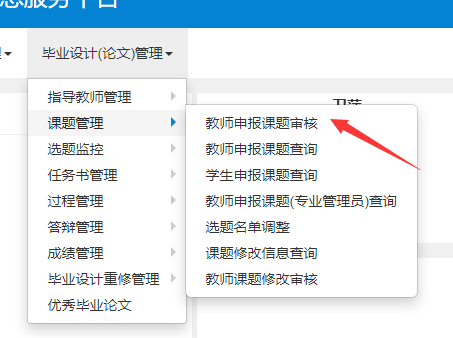 息服务平台
毕业设计(论文)管理
指导教师管理
课题管理
选题监控
任务书管理
过程管理
答辩管理
成绩管理
毕业设计重修管理
优秀毕业论文
教师申报课题审核
教师申报课题查询
学生申报课题查询
教师申报课题(专业管理员)查询
选题名单调整
课题修改信息查询
教师课题修改审核